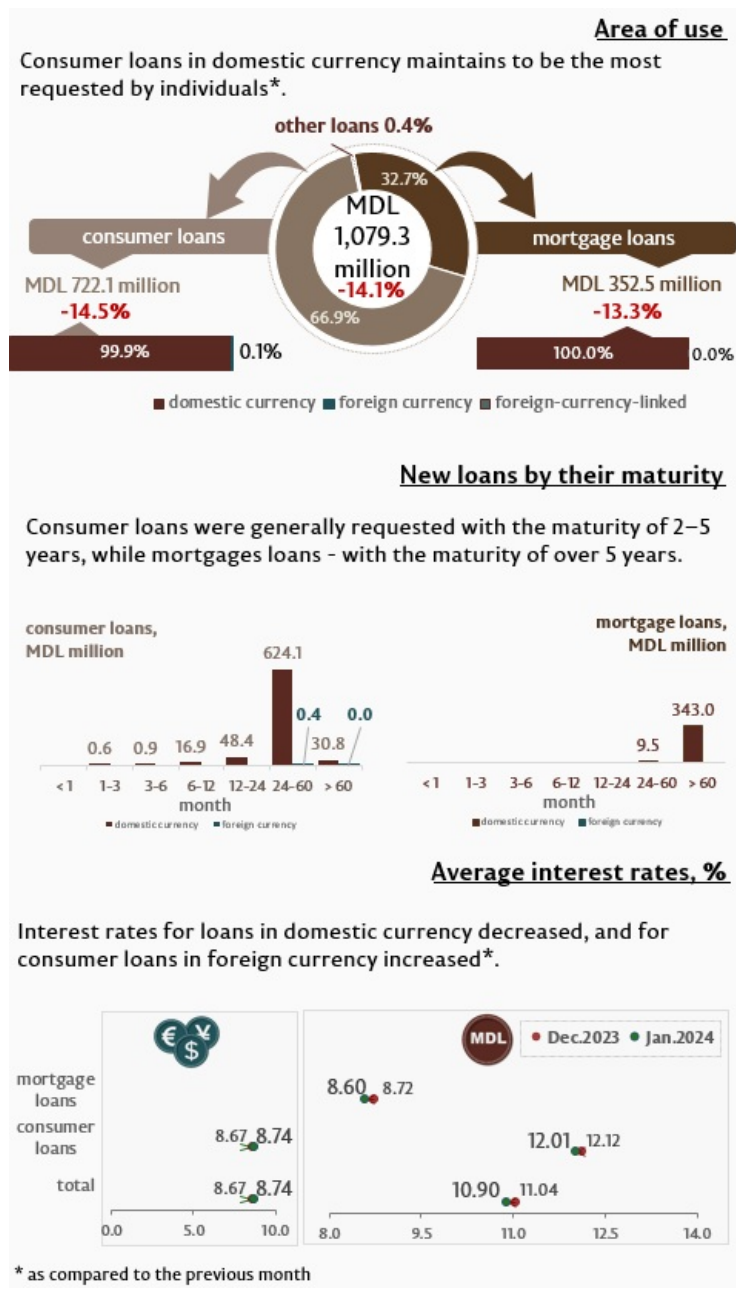 Area of use
Consumer loans in domestic currency maintains to be the most
requested by individuals*.
other loans 0.4%
32.7%
MDL
1,079.3
million
-14.1%
66.9%
consumer loans
MDL 722.1 million
-14.5%
99.9%
0.1%
mortgage loans
MDL 352.5 million
-13.3%
100.0%
0.0%
domestic currency
foreign currency
foreign-currency-linked
New loans by their maturity
Consumer loans were generally requested with the maturity of 2–5
years, while mortgages loans - with the maturity of over 5 years.
consumer loans,
MDL million
624.1
0.4 0.0
0.6 0.9 16.9 48.4 30.8
<1 1-3 3-6 6-12 12-24 24-60 >60
month
domestic currency foreign currency
mortgage loans,
MDL million
343.0
9.5
<1 1-3 3-6 6-12 12-24 24-60 >60
month
domestic currency foreign currency
Average interest rates, %
Interest rates for loans in domestic currency decreased, and for
consumer loans in foreign currency increased*.
€ ¥ $
MDL
Dec.2023 Jan.2024
mortgage
loans
8.60 8.72
consumer
loans
8.67 8.74
12.01 12.12
total
8.67 8.74
10.90 11.04
0.0 5.0 10.0
8.0 9.5 11.0 12.5 14.0
* as compared to the previous month